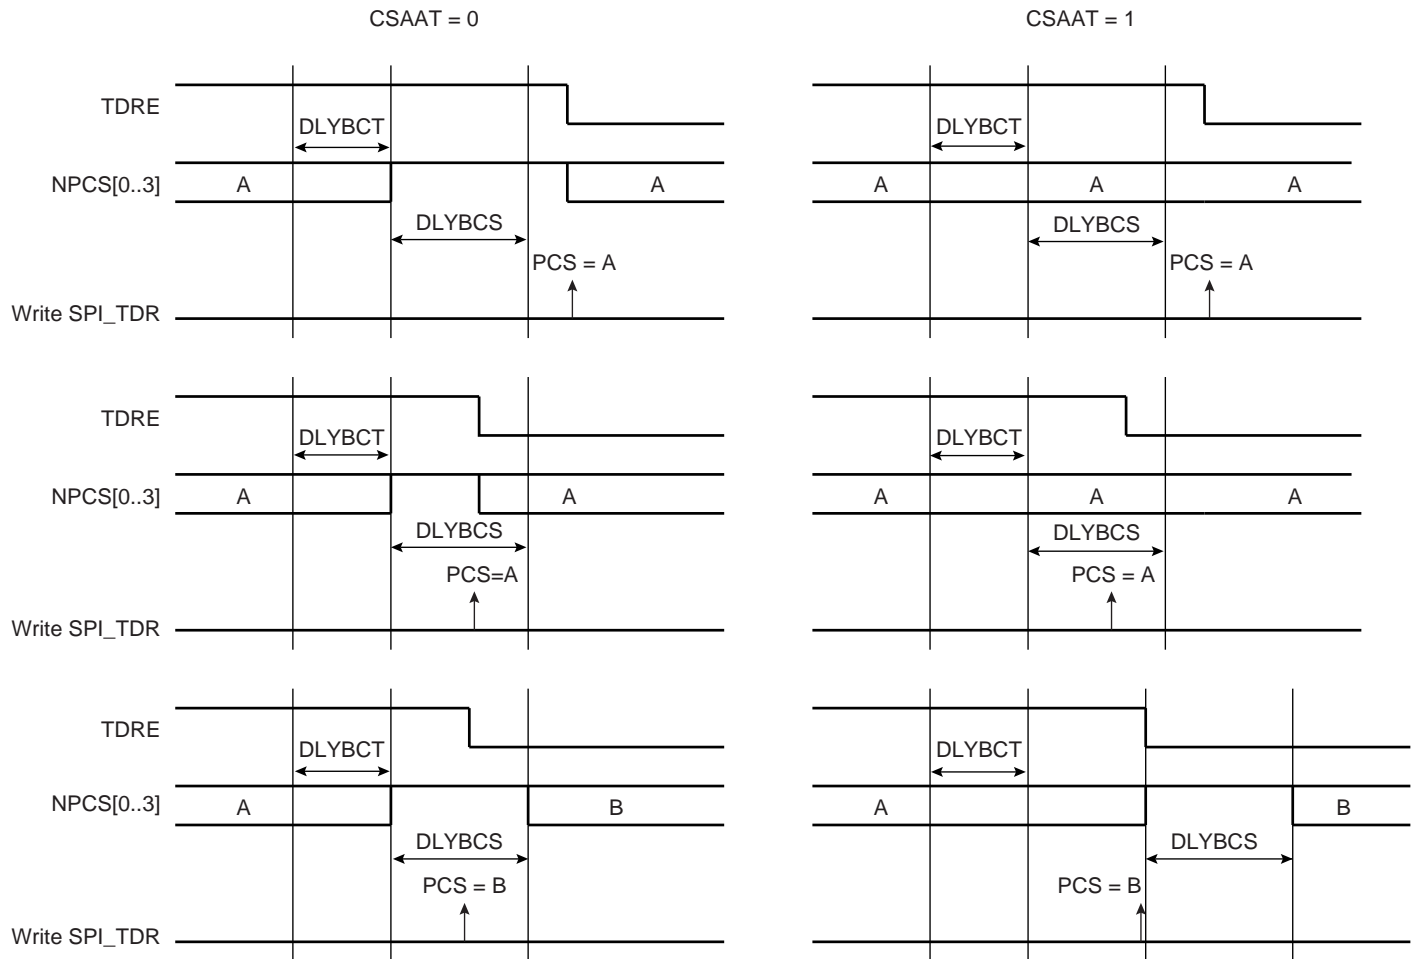 CSAAT = 0
CSAAT = 1
TDRE
DLYBCT
DLYBCT
NPCS[0..3]
A
A
A
A
A
DLYBCS
DLYBCS
PCS = A
PCS = A
Write SPI_TDR
TDRE
DLYBCT
DLYBCT
NPCS[0..3]
A
A
A
A
A
DLYBCS
DLYBCS
PCS=A
PCS = A
Write SPI_TDR
TDRE
DLYBCT
DLYBCT
NPCS[0..3]
A
B
A
B
DLYBCS
DLYBCS
PCS = B
PCS = B
Write SPI_TDR